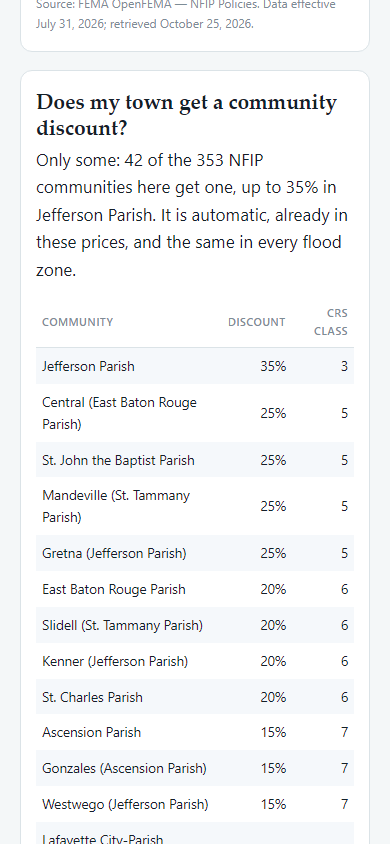 Source: FEMA OpenFEMA — NFIP Policies. Data effective
July 31, 2026; retrieved October 25, 2026.
Does my town get a community
discount?
Only some: 42 of the 353 NFIP
communities here get one, up to 35% in
Jefferson Parish. It is automatic, already in
these prices, and the same in every flood
zone.
COMMUNITY DISCOUNT CRS
CLASS
Jefferson Parish 35% 3
Central (East Baton Rouge
Parish) 25% 5
St. John the Baptist Parish 25% 5
Mandeville (St. Tammany
Parish) 25% 5
Gretna (Jefferson Parish) 25% 5
East Baton Rouge Parish 20% 6
Slidell (St. Tammany Parish) 20% 6
Kenner (Jefferson Parish) 20% 6
St. Charles Parish 20% 6
Ascension Parish 15% 7
Gonzales (Ascension Parish) 15% 7
Westwego (Jefferson Parish) 15% 7
Lafayette City-Parish